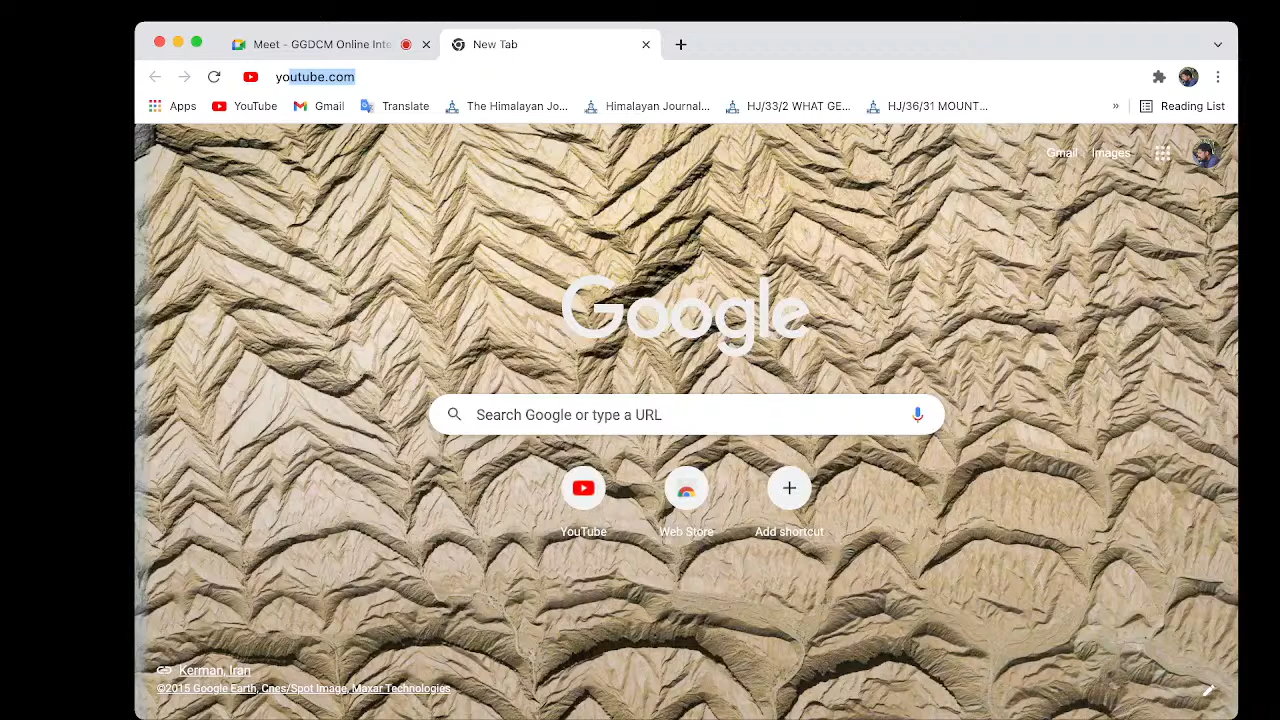 Meet - GGDCM Online Inte
New Tab
youtube.com
Apps
YouTube
Gmail
Translate
The Himalayan Jo...
Himalayan Journal...
HJ/33/2 WHAT GE...
HJ/36/31 MOUNT...
»
Reading List
Gmail
Images
Google
Search Google or type a URL
YouTube
Web Store
Add shortcut
Kerman, Iran
©2015 Google Earth, Cnes/Spot Image, Maxar Technologies